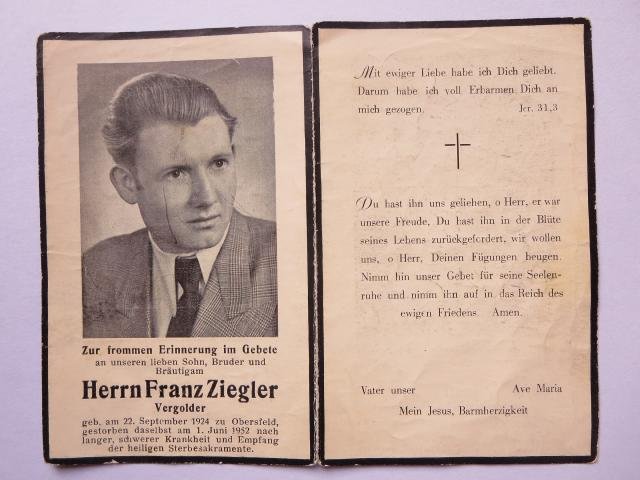 Zur frommen Erinnerung im Gebete
an unseren lieben Sohn, Bruder und
Bräutigam
Herrn Franz Ziegler
Vergolder
geb. am 22. September 1924 zu Obersfeld,
gestorben daselbst am 1. Juni 1952 nach
langer, schwerer Krankheit und Empfang
der heiligen Sterbesakramente.
Mit ewiger Liebe habe ich Dich geliebt.
Darum habe ich voll Erbarmen Dich an
mich gezogen. Jer. 31,3
Du hast ihn uns geliehen, o Herr, er war
unsere Freude, Du hast ihn in der Blüte
seines Lebens zurückgefordert, wir wollen
uns, o Herr, Deinen Fügungen beugen.
Nimm hin unser Gebet für seine Seelen-
ruhe und nimm ihn auf in das Reich des
ewigen Friedens. Amen.
Vater unser Ave Maria
Mein Jesus, Barmherzigkeit